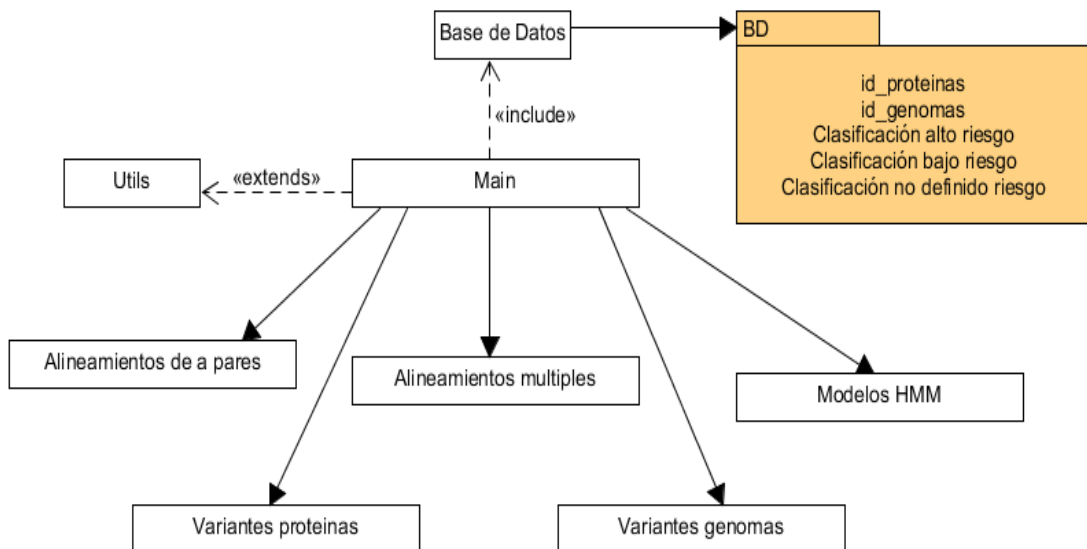 Base de Datos
BD
id_proteinas
id_genomas
Clasificación alto riesgo
Clasificación bajo riesgo
Clasificación no definido riesgo
«include»
Utils
«extends»
Main
Alineamientos de a pares
Alineamientos multiples
Modelos HMM
Variantes proteinas
Variantes genomas